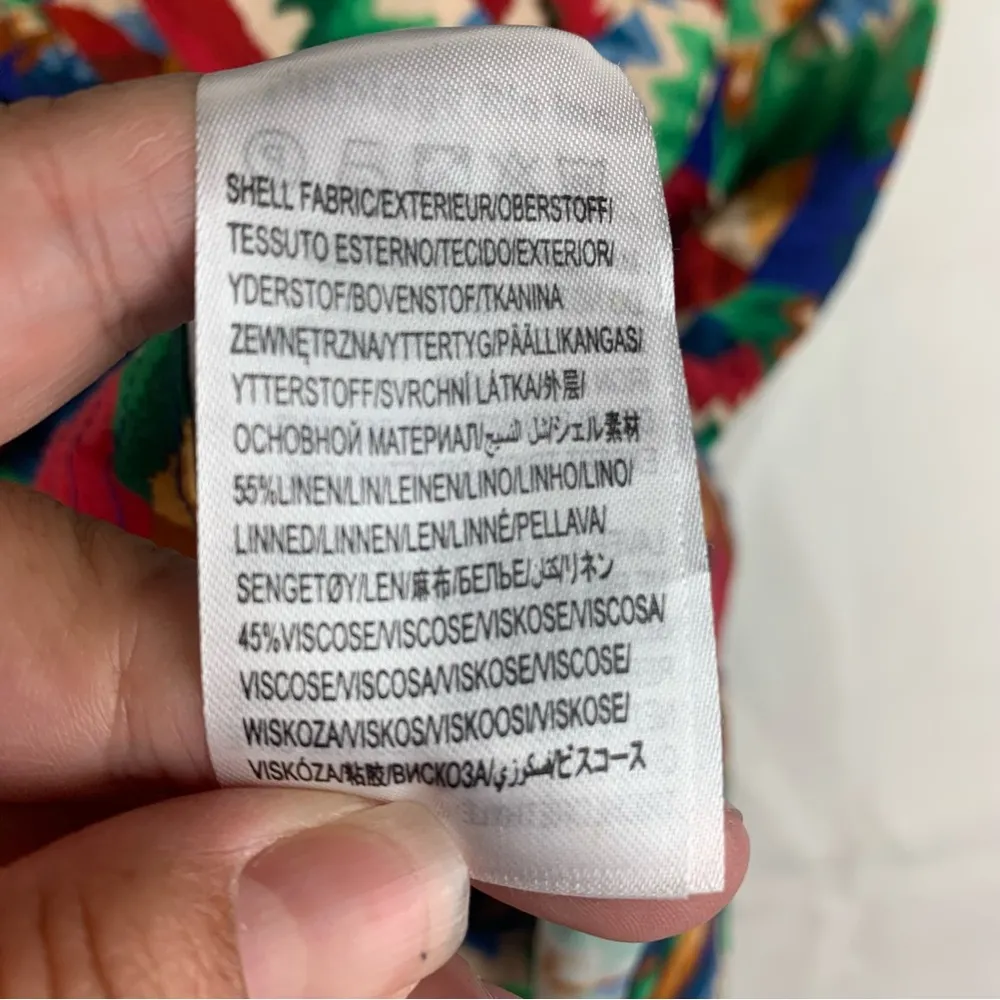 SHELL FABRIC/EXTERIEUR/OBERSTOFF/
TESSUTO ESTERNO/TECIDO/EXTERIOR/
YDERSTOF/BOVENSTOF/TKANINA
ZEWNĘTRZNA/YTTERTYG/PÄÄLLIKANGAS/
YTTERSTOFF/SVRCHNÍ LÁTKA/外层/
ОСНОВНОЙ МАТЕРИАЛ/شل النسيج/シェル素材
55%LINEN/LIN/LEINEN/LINO/LINHO/LINO/
LINNED/LINNEN/LEN/LINNÉ/PELLAVA/
SENGETØY/LEN/麻布/БЕЛЬЕ/كتان/リネン
45%VISCOSE/VISCOSE/VISKOSE/VISCOSA/
VISCOSE/VISCOSA/VISKOSE/VISCOSE/
WISKOZA/VISKOS/VISKOOSI/VISKOSE/
VISKÓZA/粘胶/ВИСКОЗА/فسكوزي/ビスコース